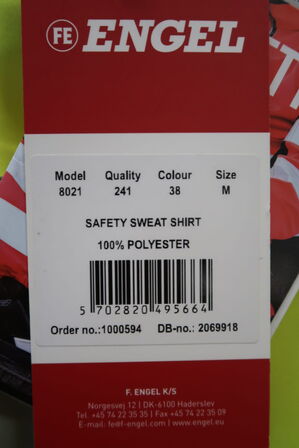 FE ENGEL
Model Quality Colour Size
8021 241 38 M
SAFETY SWEAT SHIRT
100% POLYESTER
5 702820 495664
Order no.:1000594 DB-no.: 2069918
F. ENGEL K/S
Norgesvej 12 | DK-6100 Haderslev
Tel. +45 74 22 35 35 | Fax +45 74 22 35 09
E-mail: fe@f-engel.com | www.engel.eu